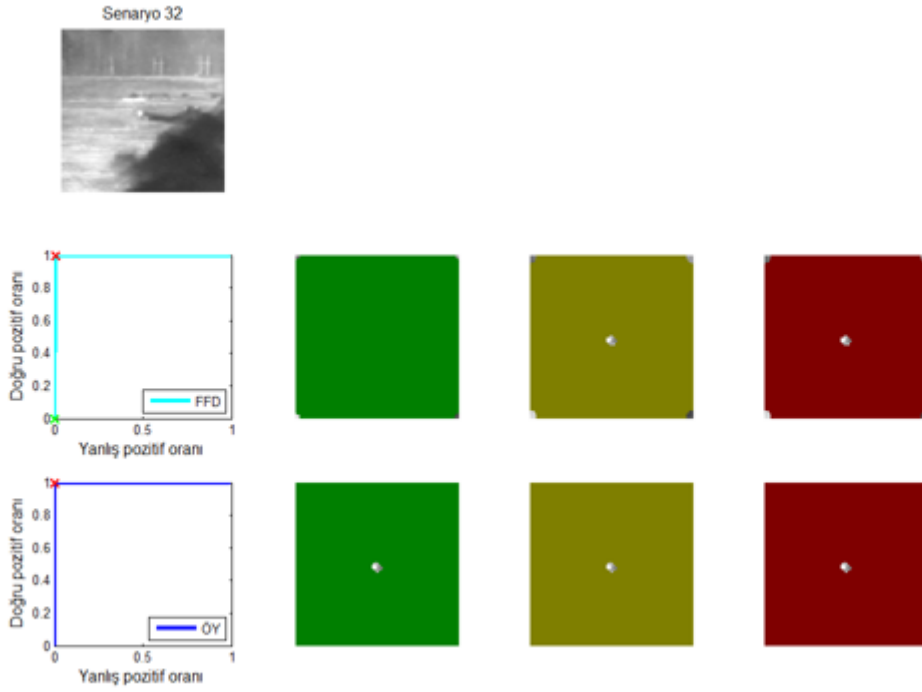 Senaryo 32
Doğru pozitif oranı
1
0.8
0.6
0.4
0.2
0
0 0.5 1
FFD
Yanlış pozitif oranı
Doğru pozitif oranı
1
0.8
0.6
0.4
0.2
0
0 0.5 1
ÖY
Yanlış pozitif oranı